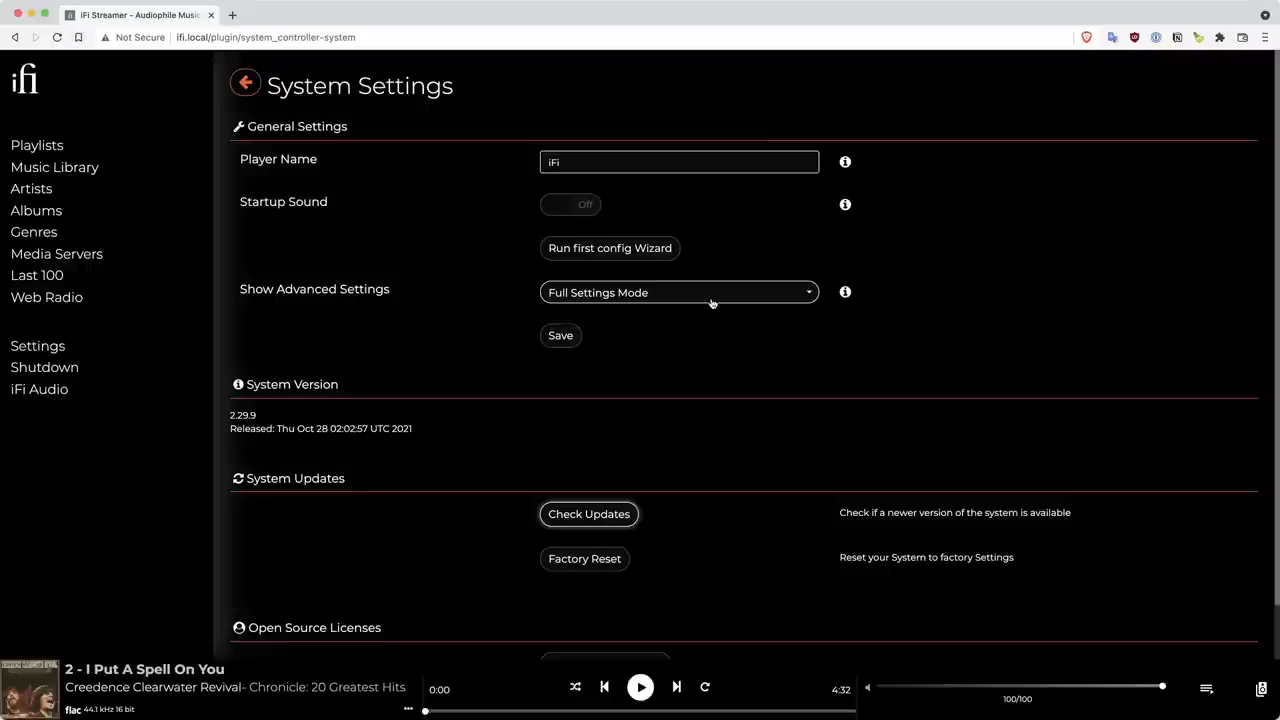 iFi Streamer - Audiophile Music
Not Secure
ifi.local/plugin/system_controller-system
ifi
System Settings
Playlists
Music Library
Artists
Albums
Genres
Media Servers
Last 100
Web Radio
Settings
Shutdown
iFi Audio
General Settings
Player Name
iFi
Startup Sound
Off
Run first config Wizard
Show Advanced Settings
Full Settings Mode
Save
System Version
2.29.9
Released: Thu Oct 28 02:02:57 UTC 2021
System Updates
Check Updates
Check if a newer version of the system is available
Factory Reset
Reset your System to factory Settings
Open Source Licenses
2 - I Put A Spell On You
Creedence Clearwater Revival- Chronicle: 20 Greatest Hits
flac 44.1 kHz 16 bit
0:00
4:32
100/100